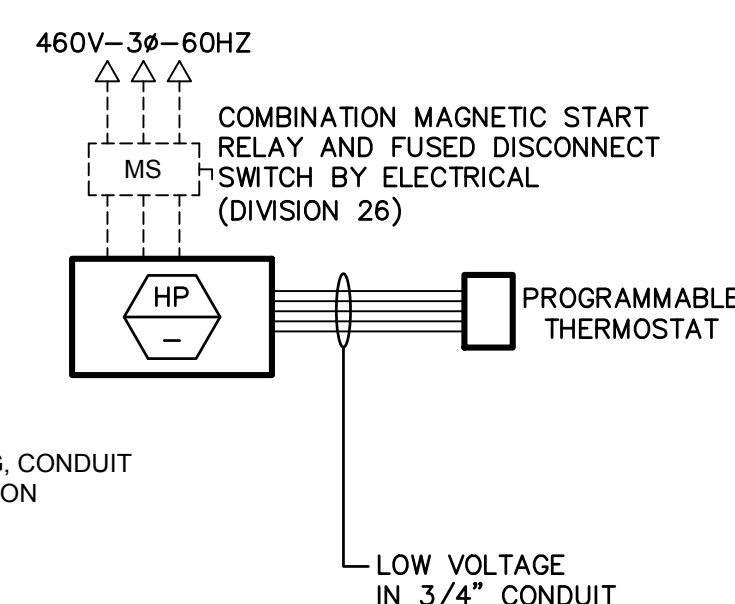 460V-3ø-60HZ
COMBINATION MAGNETIC START
RELAY AND FUSED DISCONNECT
SWITCH BY ELECTRICAL
(DIVISION 26)
MS
HP
-
PROGRAMMABLE
THERMOSTAT
, CONDUIT
ON
LOW VOLTAGE
IN 3/4" CONDUIT